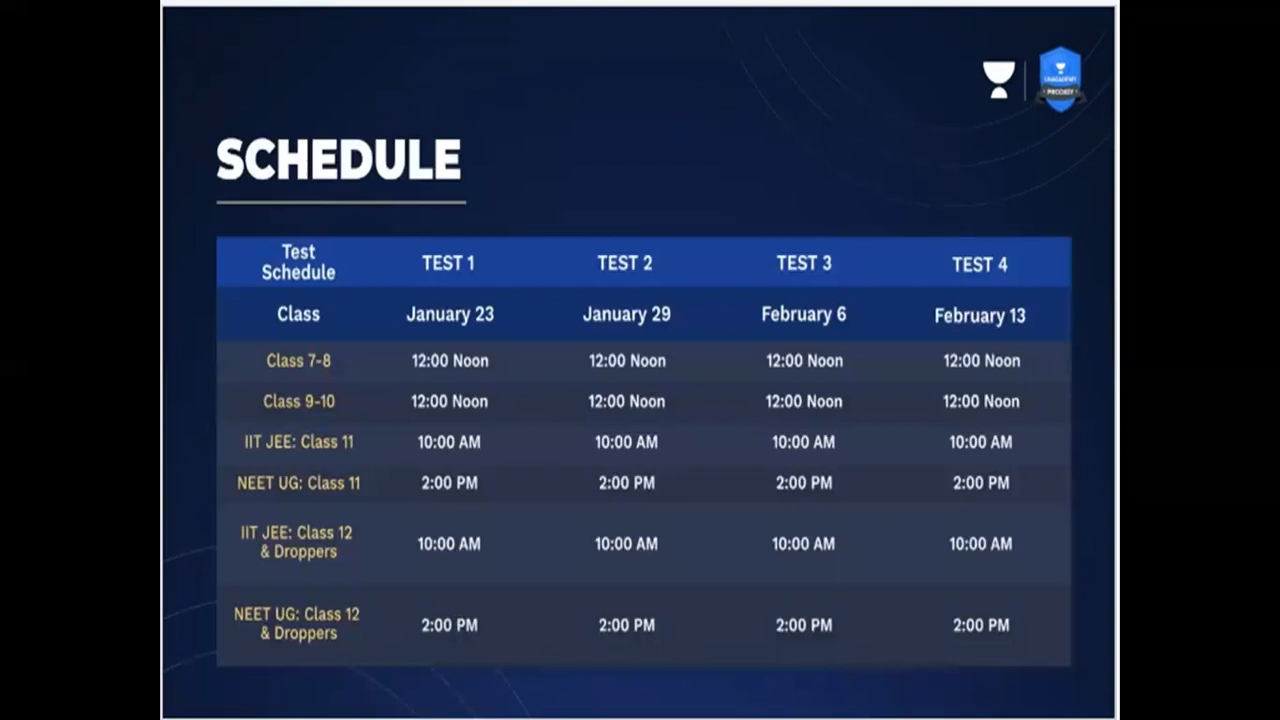 UNACADEMY
PRODIGY
SCHEDULE
Test
Schedule
TEST 1
TEST 2
TEST 3
TEST 4
Class
January 23
January 29
February 6
February 13
Class 7-8
12:00 Noon
12:00 Noon
12:00 Noon
12:00 Noon
Class 9-10
12:00 Noon
12:00 Noon
12:00 Noon
12:00 Noon
IIT JEE: Class 11
10:00 AM
10:00 AM
10:00 AM
10:00 AM
NEET UG: Class 11
2:00 PM
2:00 PM
2:00 PM
2:00 PM
IIT JEE: Class 12
& Droppers
10:00 AM
10:00 AM
10:00 AM
10:00 AM
NEET UG: Class 12
& Droppers
2:00 PM
2:00 PM
2:00 PM
2:00 PM